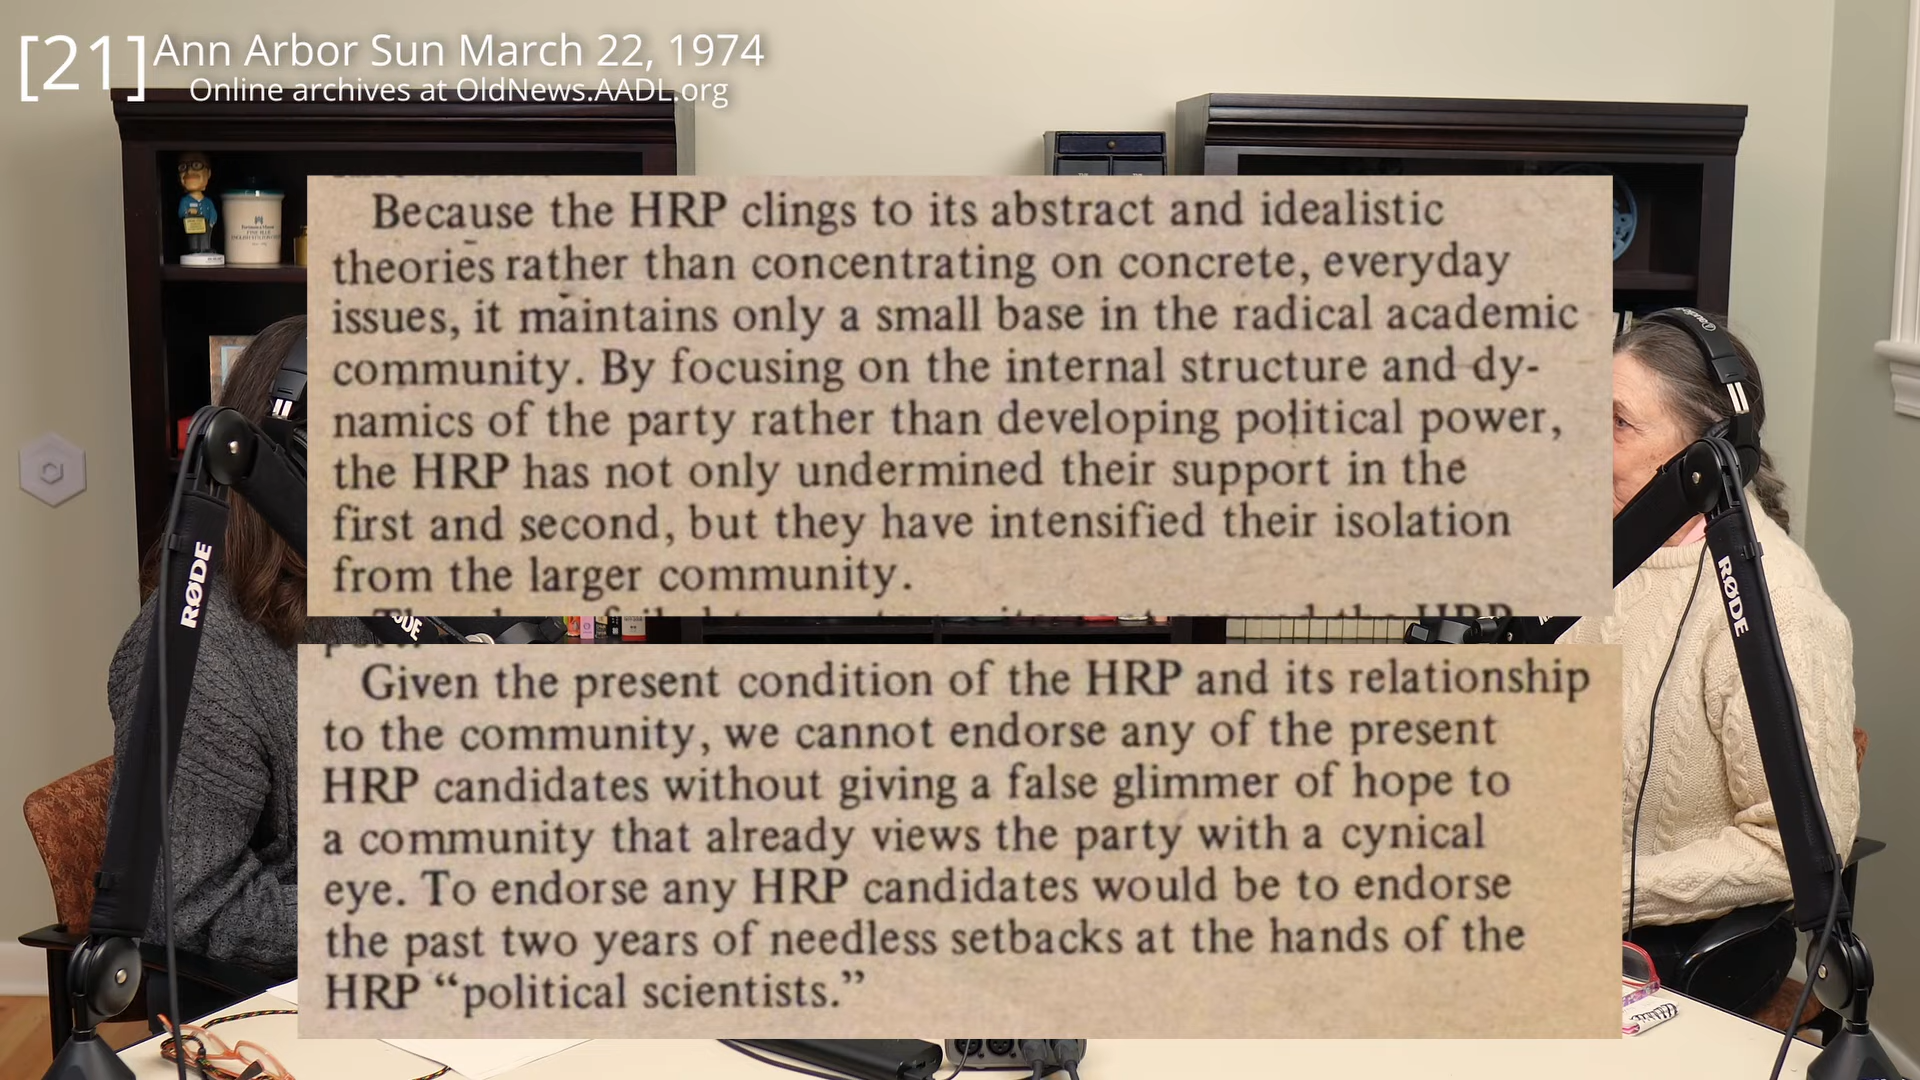 [21] Ann Arbor Sun March 22, 1974
Online archives at OldNews.AADL.org
Because the HRP clings to its abstract and idealistic
theories rather than concentrating on concrete, everyday
issues, it maintains only a small base in the radical academic
community. By focusing on the internal structure and dy-
namics of the party rather than developing political power,
the HRP has not only undermined their support in the
first and second, but they have intensified their isolation
from the larger community.
Given the present condition of the HRP and its relationship
to the community, we cannot endorse any of the present
HRP candidates without giving a false glimmer of hope to
a community that already views the party with a cynical
eye. To endorse any HRP candidates would be to endorse
the past two years of needless setbacks at the hands of the
HRP “political scientists.”
RØDE
RØDE